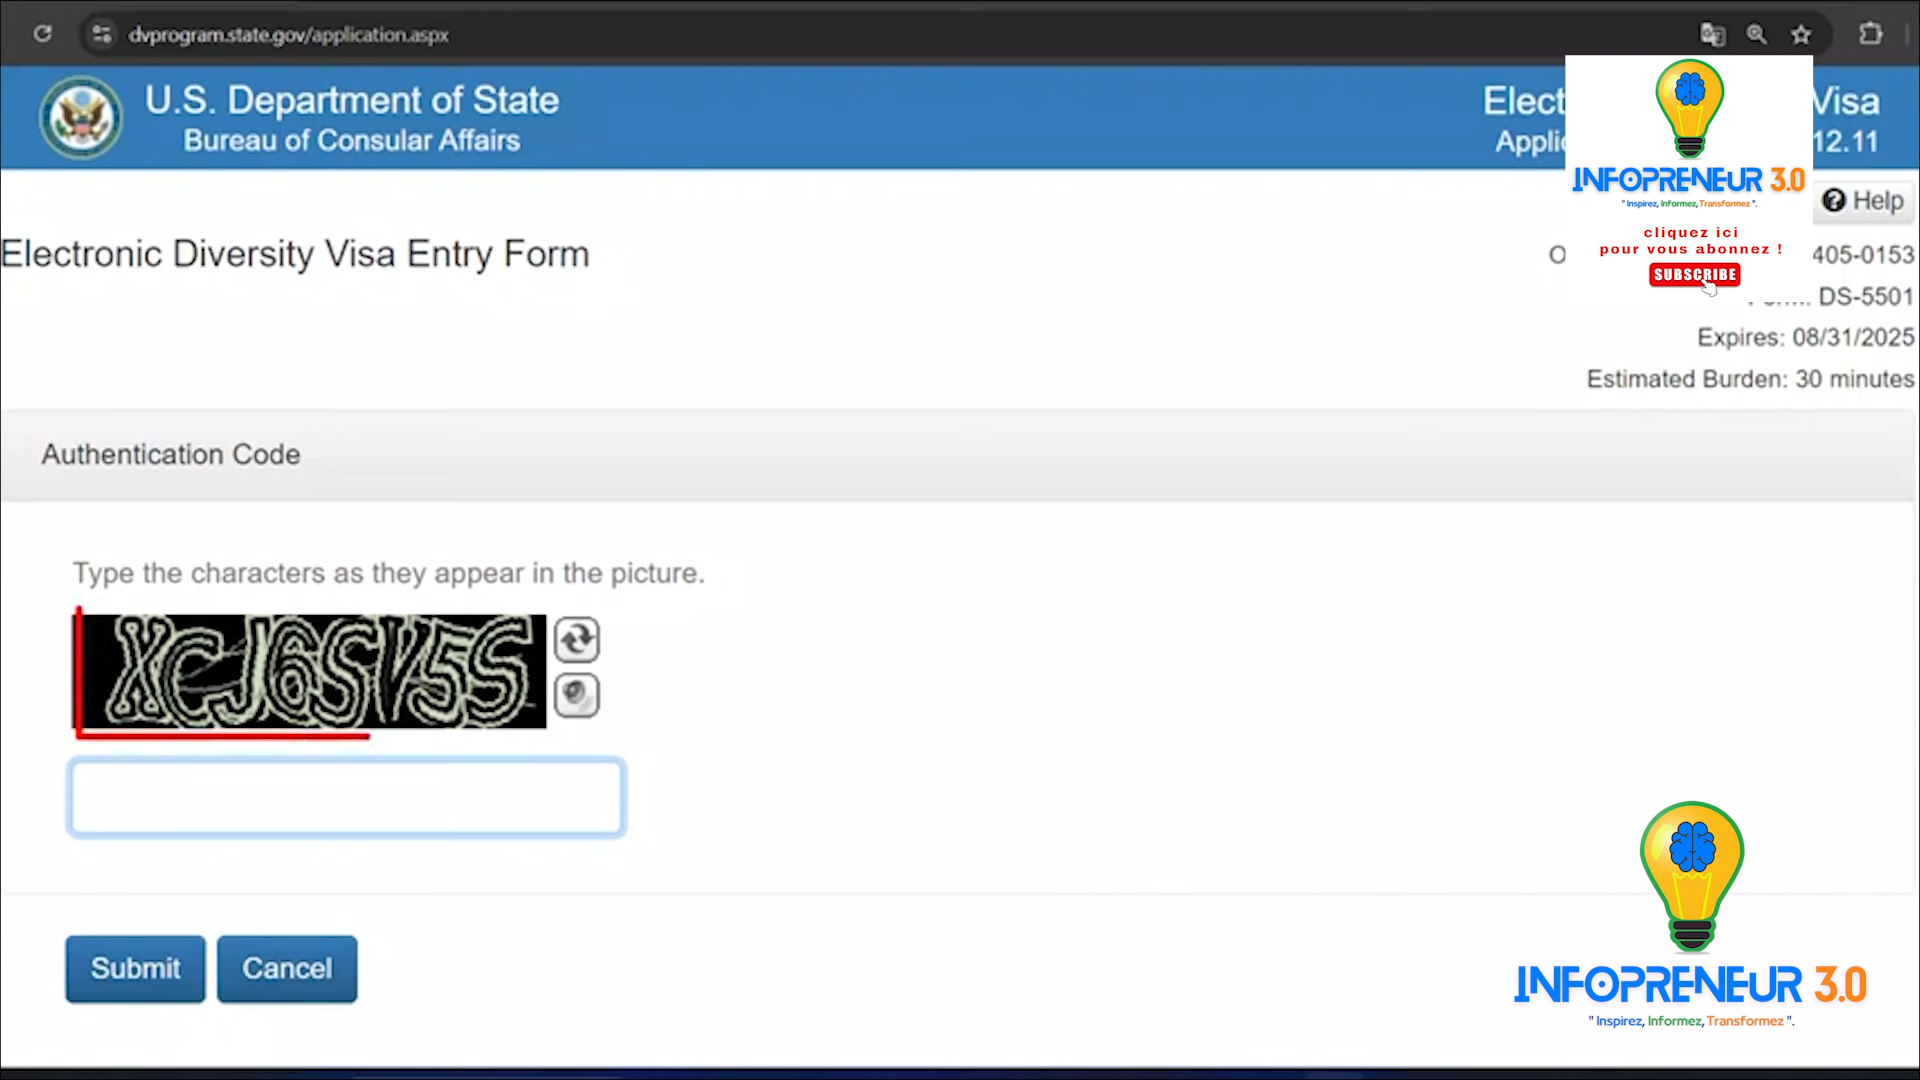 dvprogram.state.gov/application.aspx
U.S. Department of State
Bureau of Consular Affairs
Elect
Visa
Applic
12.11
INFOPRENEUR 3.0
" Inspirez, Informez, Transformez ".
cliquez ici
pour vous abonnez !
SUBSCRIBE
Help
Electronic Diversity Visa Entry Form
O
405-0153
DS-5501
Expires: 08/31/2025
Estimated Burden: 30 minutes
Authentication Code
Type the characters as they appear in the picture.
Submit
Cancel
INFOPRENEUR 3.0
" Inspirez, Informez, Transformez ".